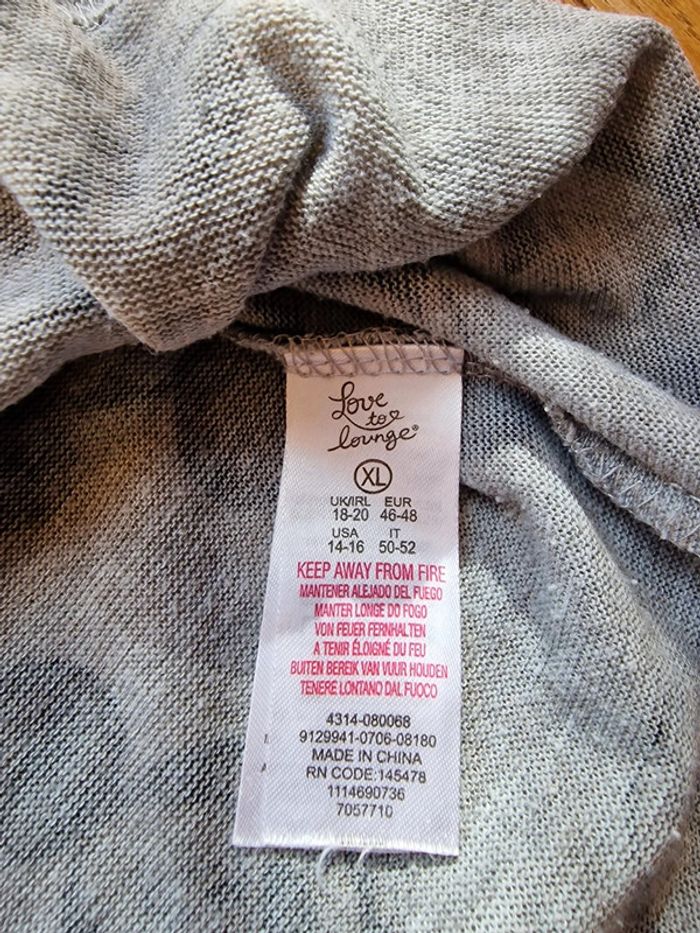 Love
to
lounge®
XL
UK/IRL EUR
18-20 46-48
USA IT
14-16 50-52
KEEP AWAY FROM FIRE
MANTENER ALEJADO DEL FUEGO
MANTER LONGE DO FOGO
VON FEUER FERNHALTEN
A TENIR ÉLOIGNÉ DU FEU
BUITEN BEREIK VAN VUUR HOUDEN
TENERE LONTANO DAL FUOCO
4314-080068
9129941-0706-08180
MADE IN CHINA
RN CODE:145478
1114690736
7057710